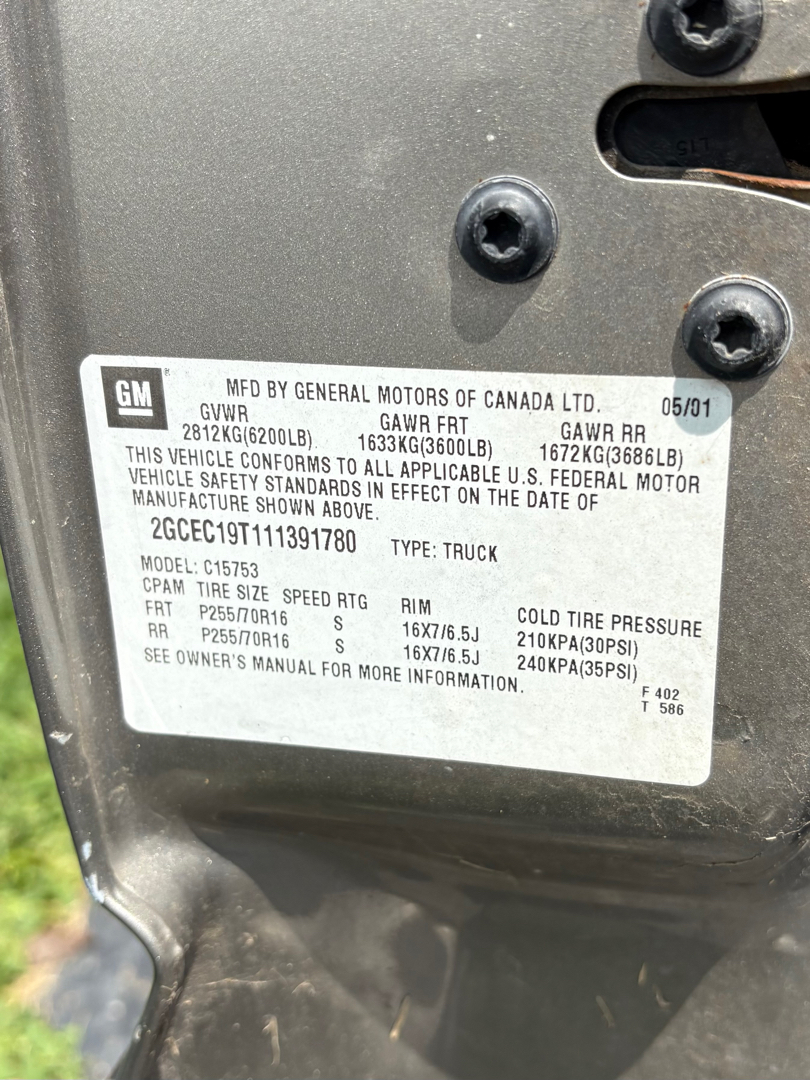 GM
MFD BY GENERAL MOTORS OF CANADA LTD. 05/01
GVWR GAWR FRT GAWR RR
2812KG(6200LB) 1633KG(3600LB) 1672KG(3686LB)
THIS VEHICLE CONFORMS TO ALL APPLICABLE U.S. FEDERAL MOTOR
VEHICLE SAFETY STANDARDS IN EFFECT ON THE DATE OF
MANUFACTURE SHOWN ABOVE.
2GCEC19T111391780 TYPE: TRUCK
MODEL: C15753
CPAM TIRE SIZE SPEED RTG RIM COLD TIRE PRESSURE
FRT P255/70R16 S 16X7/6.5J 210KPA(30PSI)
RR P255/70R16 S 16X7/6.5J 240KPA(35PSI)
SEE OWNER'S MANUAL FOR MORE INFORMATION.
F 402
T 586